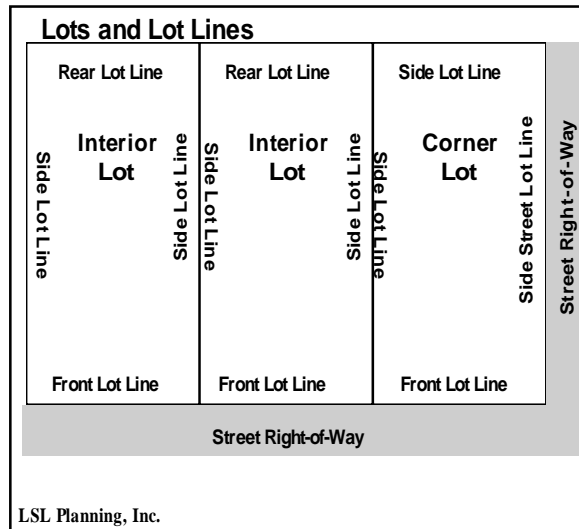 Lots and Lot Lines
Rear Lot Line
Rear Lot Line
Side Lot Line
Interior
Lot
Interior
Lot
Corner
Lot
Side Lot Line
Side Lot Line
Side Lot Line
Side Lot Line
Side Lot Line
Side Street Lot Line
Street Right-of-Way
Front Lot Line
Front Lot Line
Front Lot Line
Street Right-of-Way
LSL Planning, Inc.